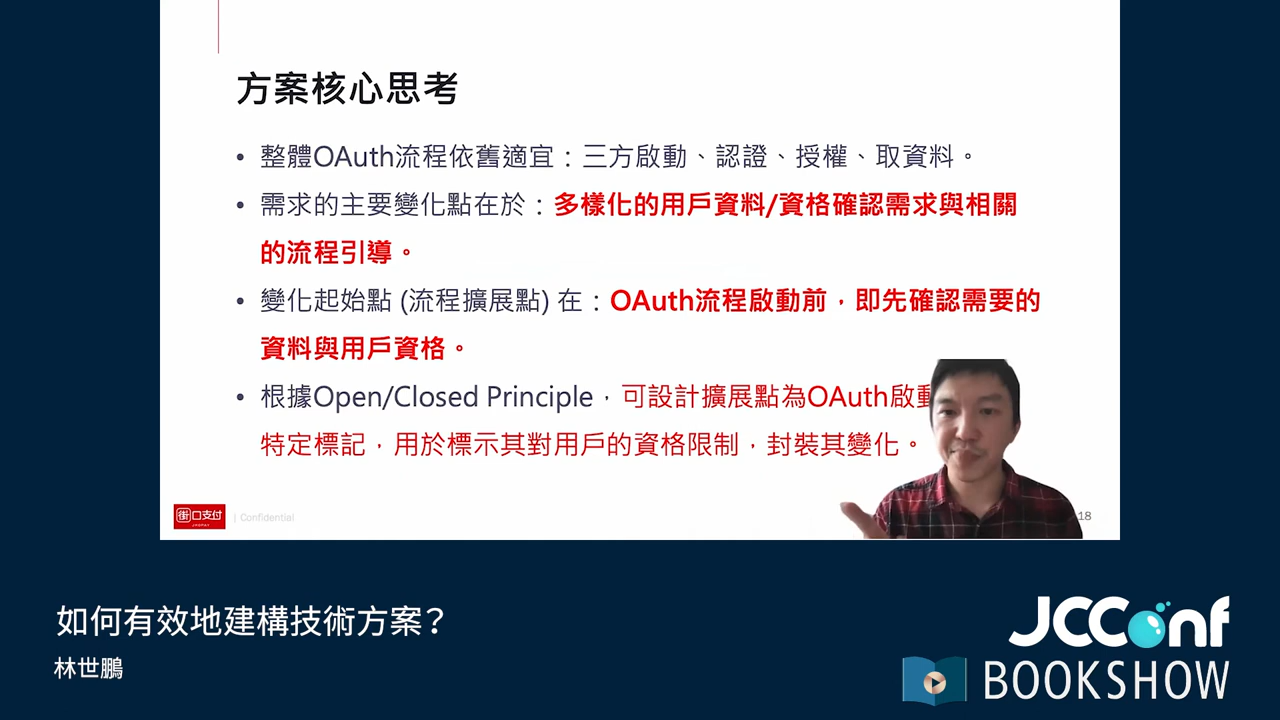 方案核心思考
• 整體OAuth流程依舊適宜：三方啟動、認證、授權、取資料。
• 需求的主要變化點在於：多樣化的用戶資料/資格確認需求與相關
的流程引導。
• 變化起始點 (流程擴展點) 在：OAuth流程啟動前，即先確認需要的
資料與用戶資格。
• 根據Open/Closed Principle，可設計擴展點為OAuth啟動
特定標記，用於標示其對用戶的資格限制，封裝其變化。
街口支付
JKOPAY
| Confidential
18
如何有效地建構技術方案？
林世鵬
JCConf
BOOKSHOW